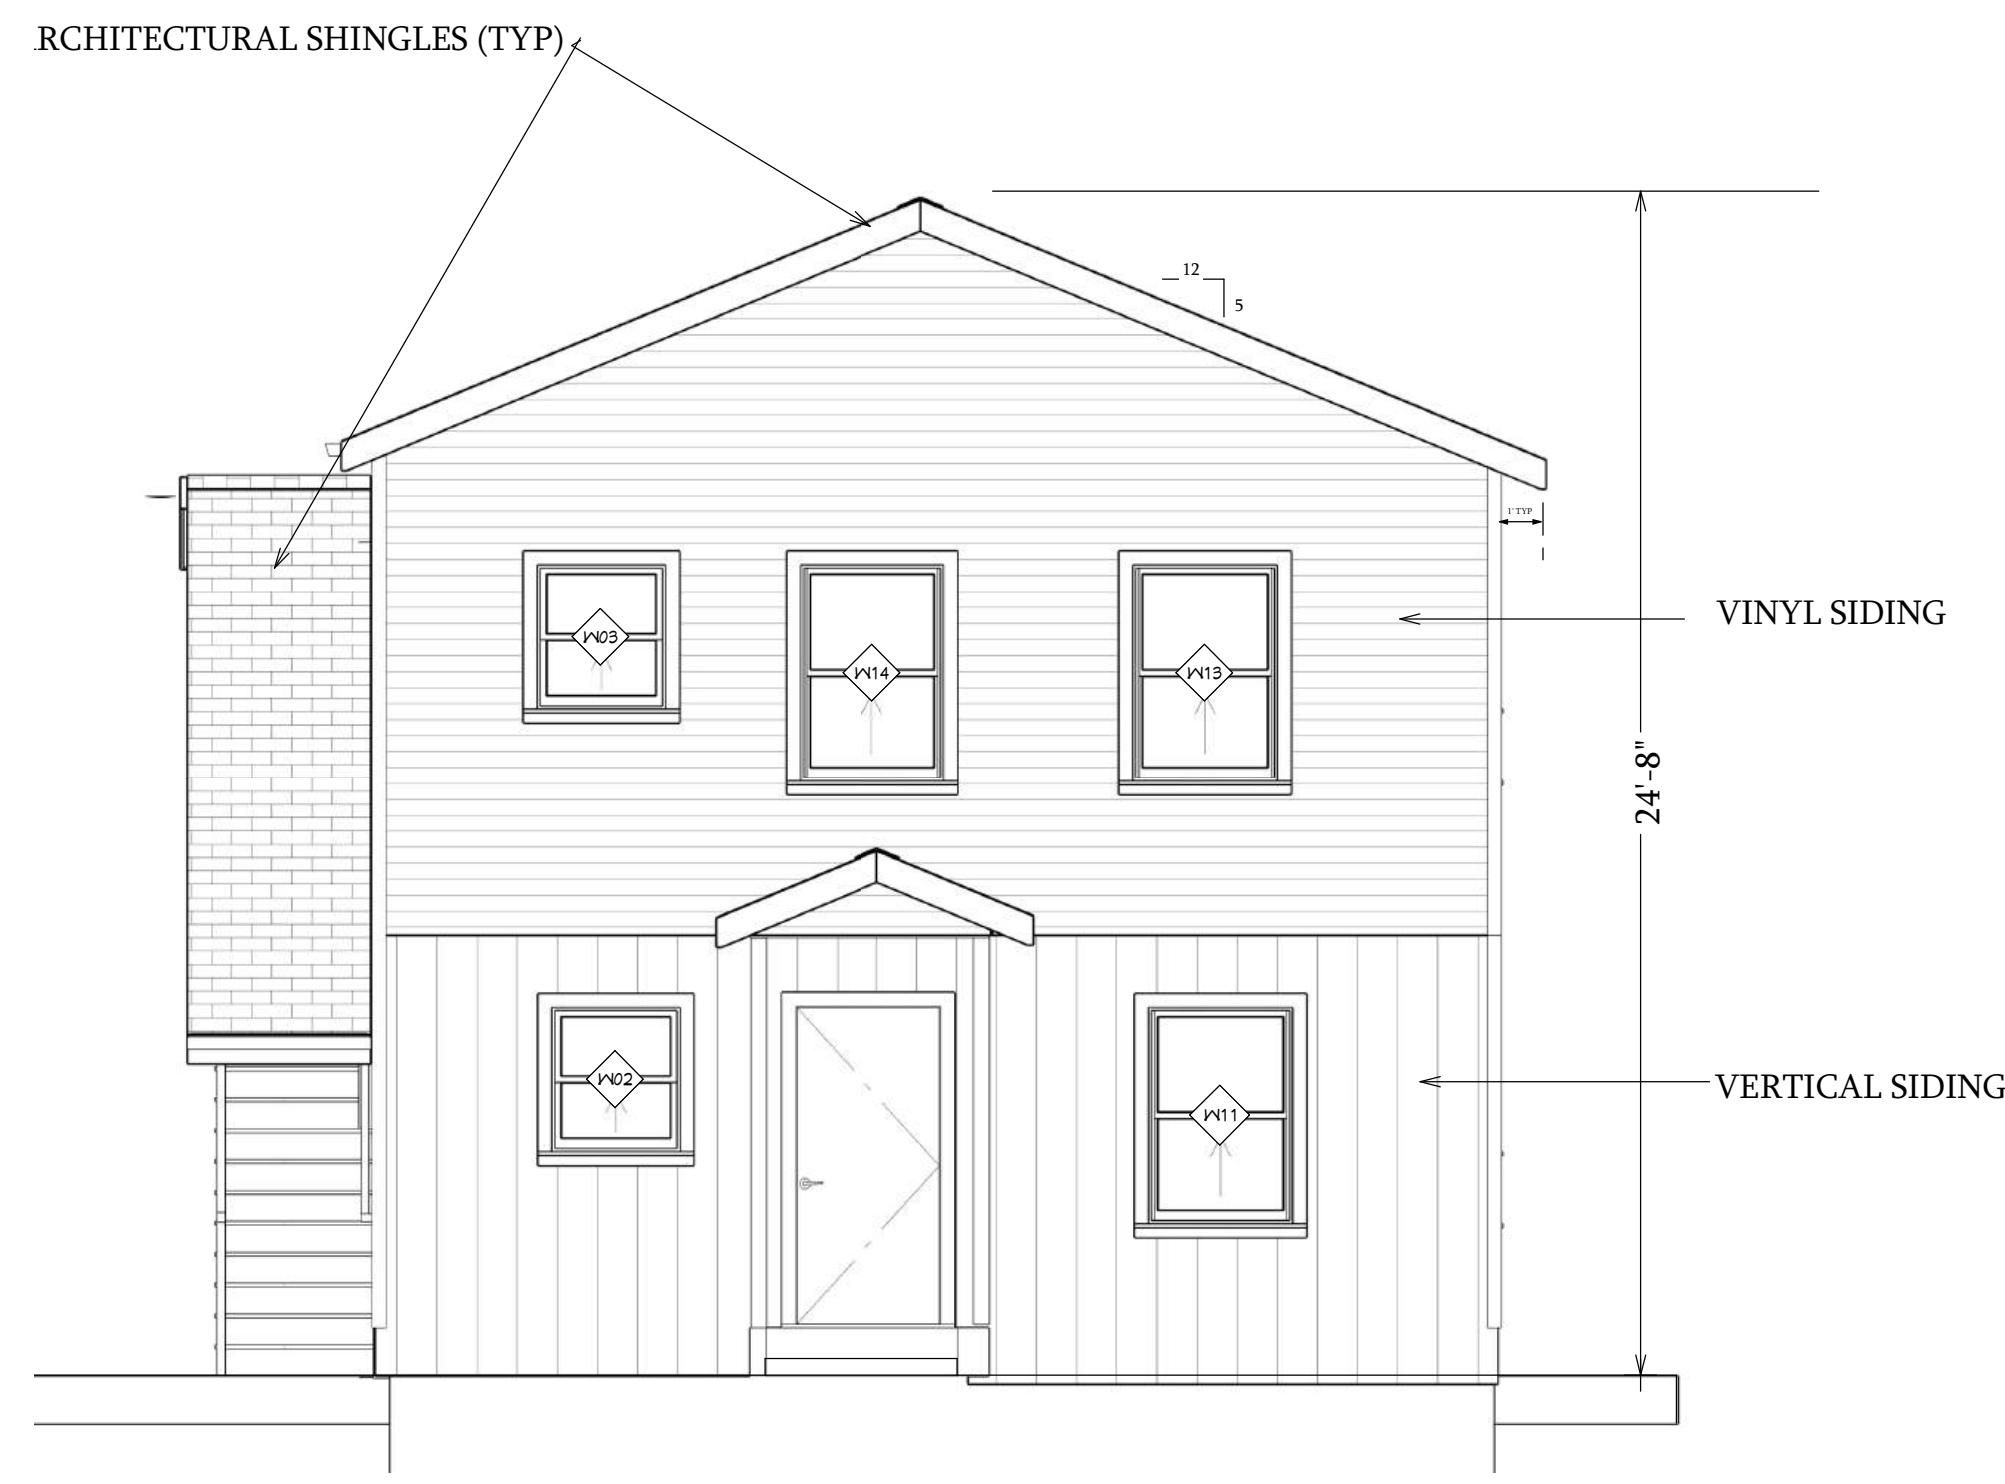 RCHITECTURAL SHINGLES (TYP)
12
5
1' TYP
W03
W14
W13
VINYL SIDING
24'-8"
W02
W11
VERTICAL SIDING